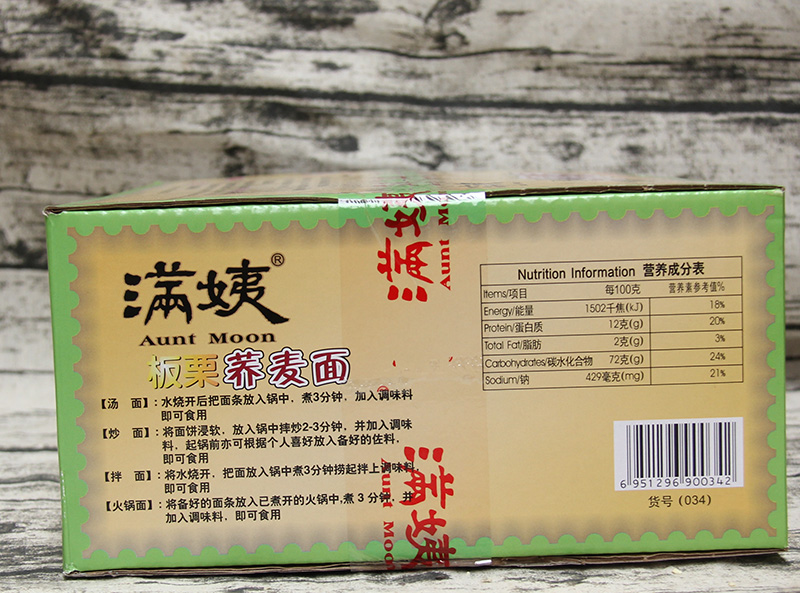 满姨®
Aunt Moon
板栗荞麦面
【汤 面】：水烧开后把面条放入锅中，煮3分钟，加入调味料
即可食用
【炒 面】：将面饼浸软，放入锅中摔炒2-3分钟，并加入调味
料，起锅前亦可根据个人喜好放入备好的佐料，
即可食用
【拌 面】：将水烧开，把面放入锅中煮3分钟捞起拌上调味料，
即可食用
【火锅面】：将备好的面条放入已煮开的火锅中，煮 3 分钟，并
加入调味料，即可食用
满姨
Aunt Moon
满姨
Aunt Moon
Nutrition Information 营养成分表
Items/项目 每100克 营养素参考值%
Energy/能量 1502千焦(kJ) 18%
Protein/蛋白质 12克(g) 20%
Total Fat/脂肪 2克(g) 3%
Carbohydrates/碳水化合物 72克(g) 24%
Sodium/钠 429毫克(mg) 21%
6 951296 900342
货号 (034)